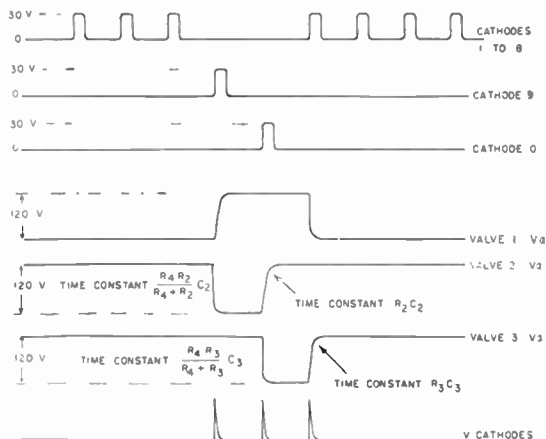 30 V
0
CATHODES
1 TO 8
30 V
0
CATHODE 9
30 V
0
CATHODE 0
120 V
VALVE 1 Va
VALVE 2 Va
120 V
TIME CONSTANT R4 R2 / R4 + R2 C2
TIME CONSTANT R2C2
VALVE 3 Va
120 V
TIME CONSTANT R4 R3 / R4 + R3 C3
TIME CONSTANT R3C3
V CATHODES